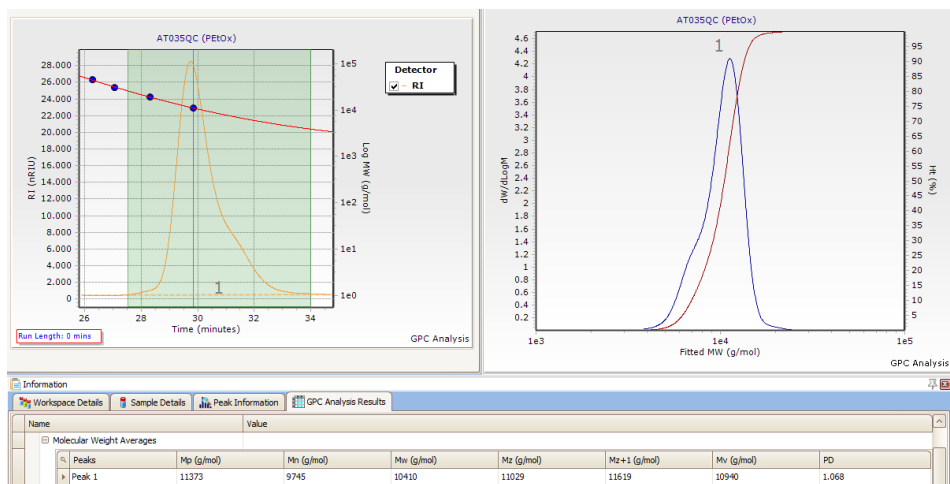 AT035QC (PEtOx)
28.000
26.000
24.000
22.000
20.000
18.000
16.000
14.000
12.000
10.000
8.000
6.000
4.000
2.000
0
RI (nRIU)
1e5
1e4
1e3
1e2
1e1
1e0
Log MW (g/mol)
Detector
RI
1
26 28 30 32 34
Time (minutes)
Run Length: 0 mins
GPC Analysis
AT035QC (PEtOx)
1
4.6
4.4
4.2
4
3.8
3.6
3.4
3.2
3
2.8
2.6
2.4
2.2
2
1.8
1.6
1.4
1.2
1
0.8
0.6
0.4
0.2
dW/dLogM
95
90
85
80
75
70
65
60
55
50
45
40
35
30
25
20
15
10
5
Ht (%)
1e3 1e4 1e5
Fitted MW (g/mol)
GPC Analysis
Information
Workspace Details Sample Details Peak Information GPC Analysis Results
Name Value
Molecular Weight Averages
Peaks Mp (g/mol) Mn (g/mol) Mw (g/mol) Mz (g/mol) Mz+1 (g/mol) Mv (g/mol) PD
Peak 1 11373 9745 10410 11029 11619 10940 1.068